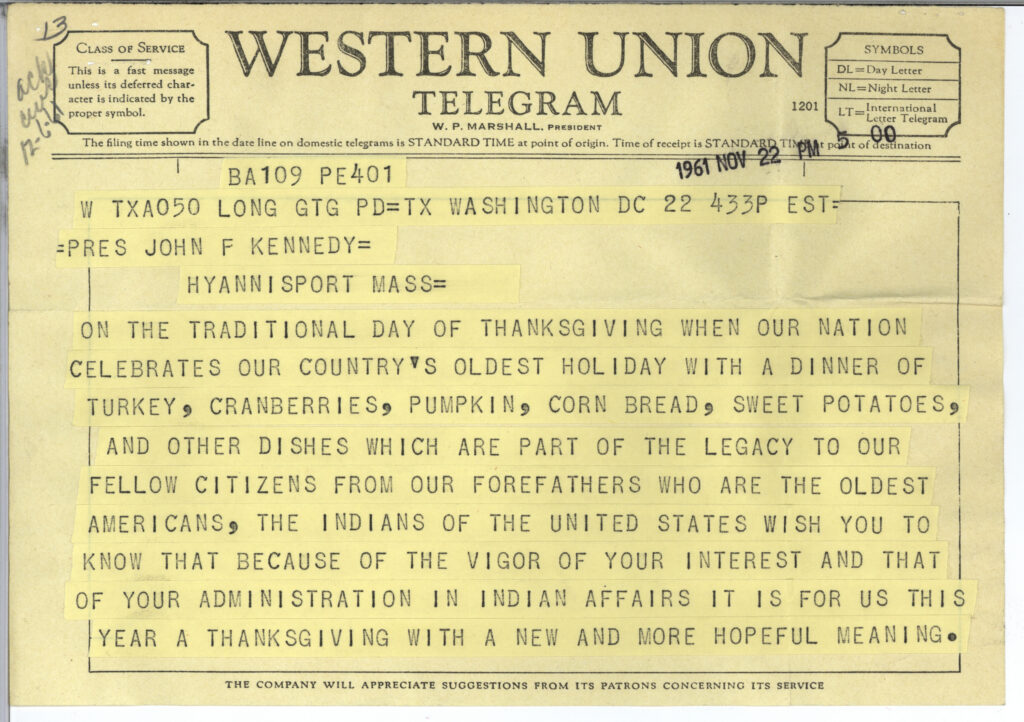 13
ack
12-6-61
CLASS OF SERVICE
This is a fast message
unless its deferred char-
acter is indicated by the
proper symbol.
WESTERN UNION
TELEGRAM
W. P. MARSHALL, PRESIDENT
1201
SYMBOLS
DL=Day Letter
NL=Night Letter
LT=International Letter Telegram
The filing time shown in the date line on domestic telegrams is STANDARD TIME at point of origin. Time of receipt is STANDARD TIME at point of destination
1961 NOV 22 PM 5 00
BA109 PE401
W TXA050 LONG GTG PD=TX WASHINGTON DC 22 433P EST=
=PRES JOHN F KENNEDY=
HYANNISPORT MASS=
ON THE TRADITIONAL DAY OF THANKSGIVING WHEN OUR NATION
CELEBRATES OUR COUNTRY'S OLDEST HOLIDAY WITH A DINNER OF
TURKEY, CRANBERRIES, PUMPKIN, CORN BREAD, SWEET POTATOES,
AND OTHER DISHES WHICH ARE PART OF THE LEGACY TO OUR
FELLOW CITIZENS FROM OUR FOREFATHERS WHO ARE THE OLDEST
AMERICANS, THE INDIANS OF THE UNITED STATES WISH YOU TO
KNOW THAT BECAUSE OF THE VIGOR OF YOUR INTEREST AND THAT
OF YOUR ADMINISTRATION IN INDIAN AFFAIRS IT IS FOR US THIS
YEAR A THANKSGIVING WITH A NEW AND MORE HOPEFUL MEANING.
THE COMPANY WILL APPRECIATE SUGGESTIONS FROM ITS PATRONS CONCERNING ITS SERVICE